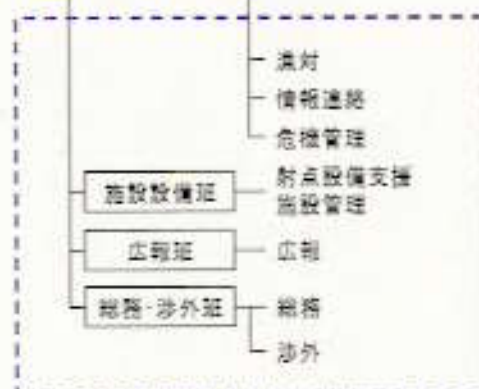 漁対
情報連絡
危機管理
施設設備班
射点設備支援
施設管理
広報班
広報
総務・渉外班
総務
渉外